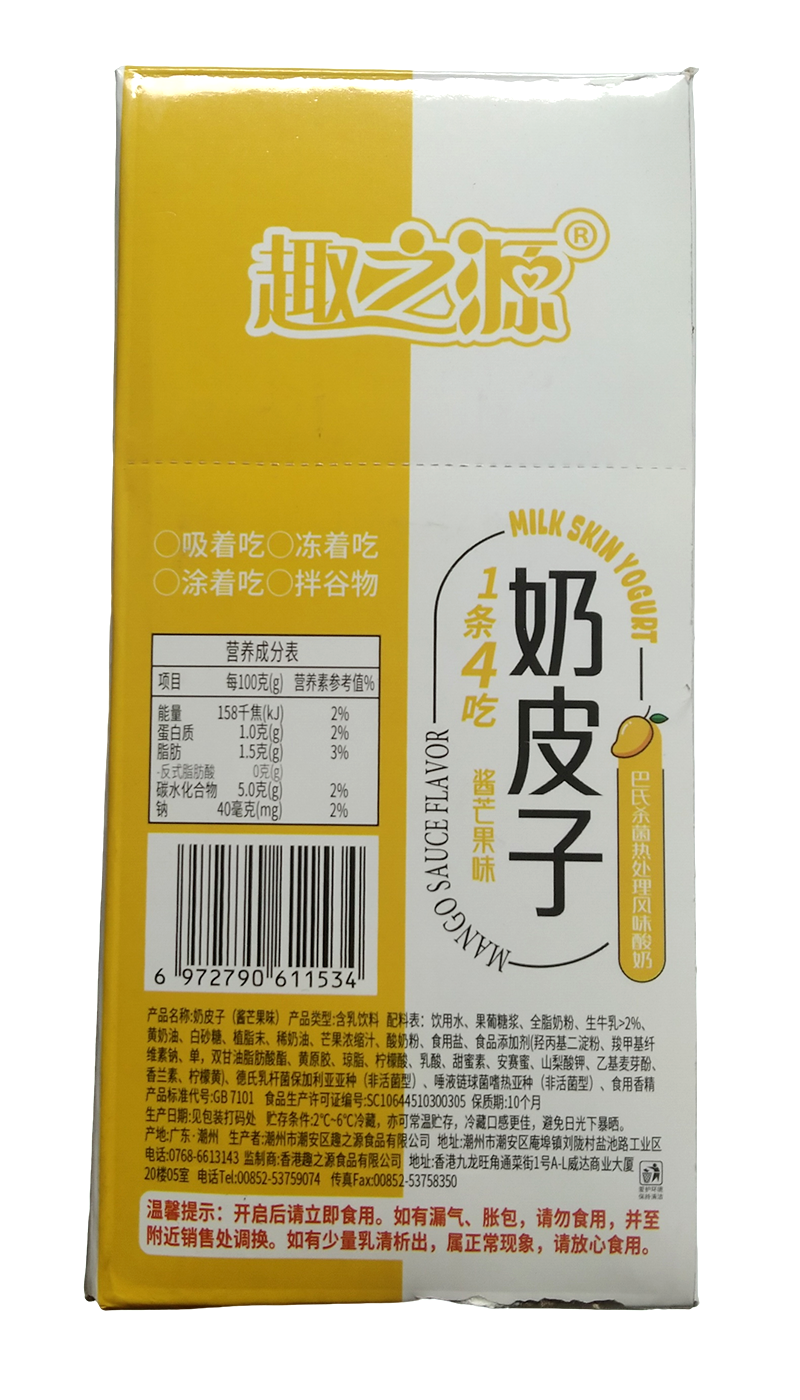 趣之源®
○吸着吃○冻着吃
○涂着吃○拌谷物
MILK SKIN YOGURT
1条4吃
奶皮子
酱芒果味
MANGO SAUCE FLAVOR
巴氏杀菌热处理风味酸奶
营养成分表
项目 每100克(g) 营养素参考值%
能量 158千焦(kJ) 2%
蛋白质 1.0克(g) 2%
脂肪 1.5克(g) 3%
-反式脂肪酸 0克(g)
碳水化合物 5.0克(g) 2%
钠 40毫克(mg) 2%
6 972790 611534
产品名称:奶皮子（酱芒果味）产品类型:含乳饮料 配料表：饮用水、果葡糖浆、全脂奶粉、生牛乳>2%、
黄奶油、白砂糖、植脂末、稀奶油、芒果浓缩汁、酸奶粉、食用盐、食品添加剂(羟丙基二淀粉、羧甲基纤
维素钠、单，双甘油脂肪酸酯、黄原胶、琼脂、柠檬酸、乳酸、甜蜜素、安赛蜜、山梨酸钾、乙基麦芽酚、
香兰素、柠檬黄)、德氏乳杆菌保加利亚亚种（非活菌型）、唾液链球菌嗜热亚种（非活菌型）、食用香精
产品标准代号:GB 7101 食品生产许可证编号:SC10644510300305 保质期:10个月
生产日期:见包装打码处 贮存条件:2℃~6℃冷藏，亦可常温贮存，冷藏口感更佳，避免日光下暴晒。
产地:广东·潮州 生产者:潮州市潮安区趣之源食品有限公司 地址:潮州市潮安区庵埠镇刘陇村盐池路工业区
电话:0768-6613143 监制商:香港趣之源食品有限公司 地址:香港九龙旺角通菜街1号A-L威达商业大厦
20楼05室 电话Tel:00852-53759074 传真Fax:00852-53758350
爱护环境
保持清洁
温馨提示：开启后请立即食用。如有漏气、胀包，请勿食用，并至
附近销售处调换。如有少量乳清析出，属正常现象，请放心食用。